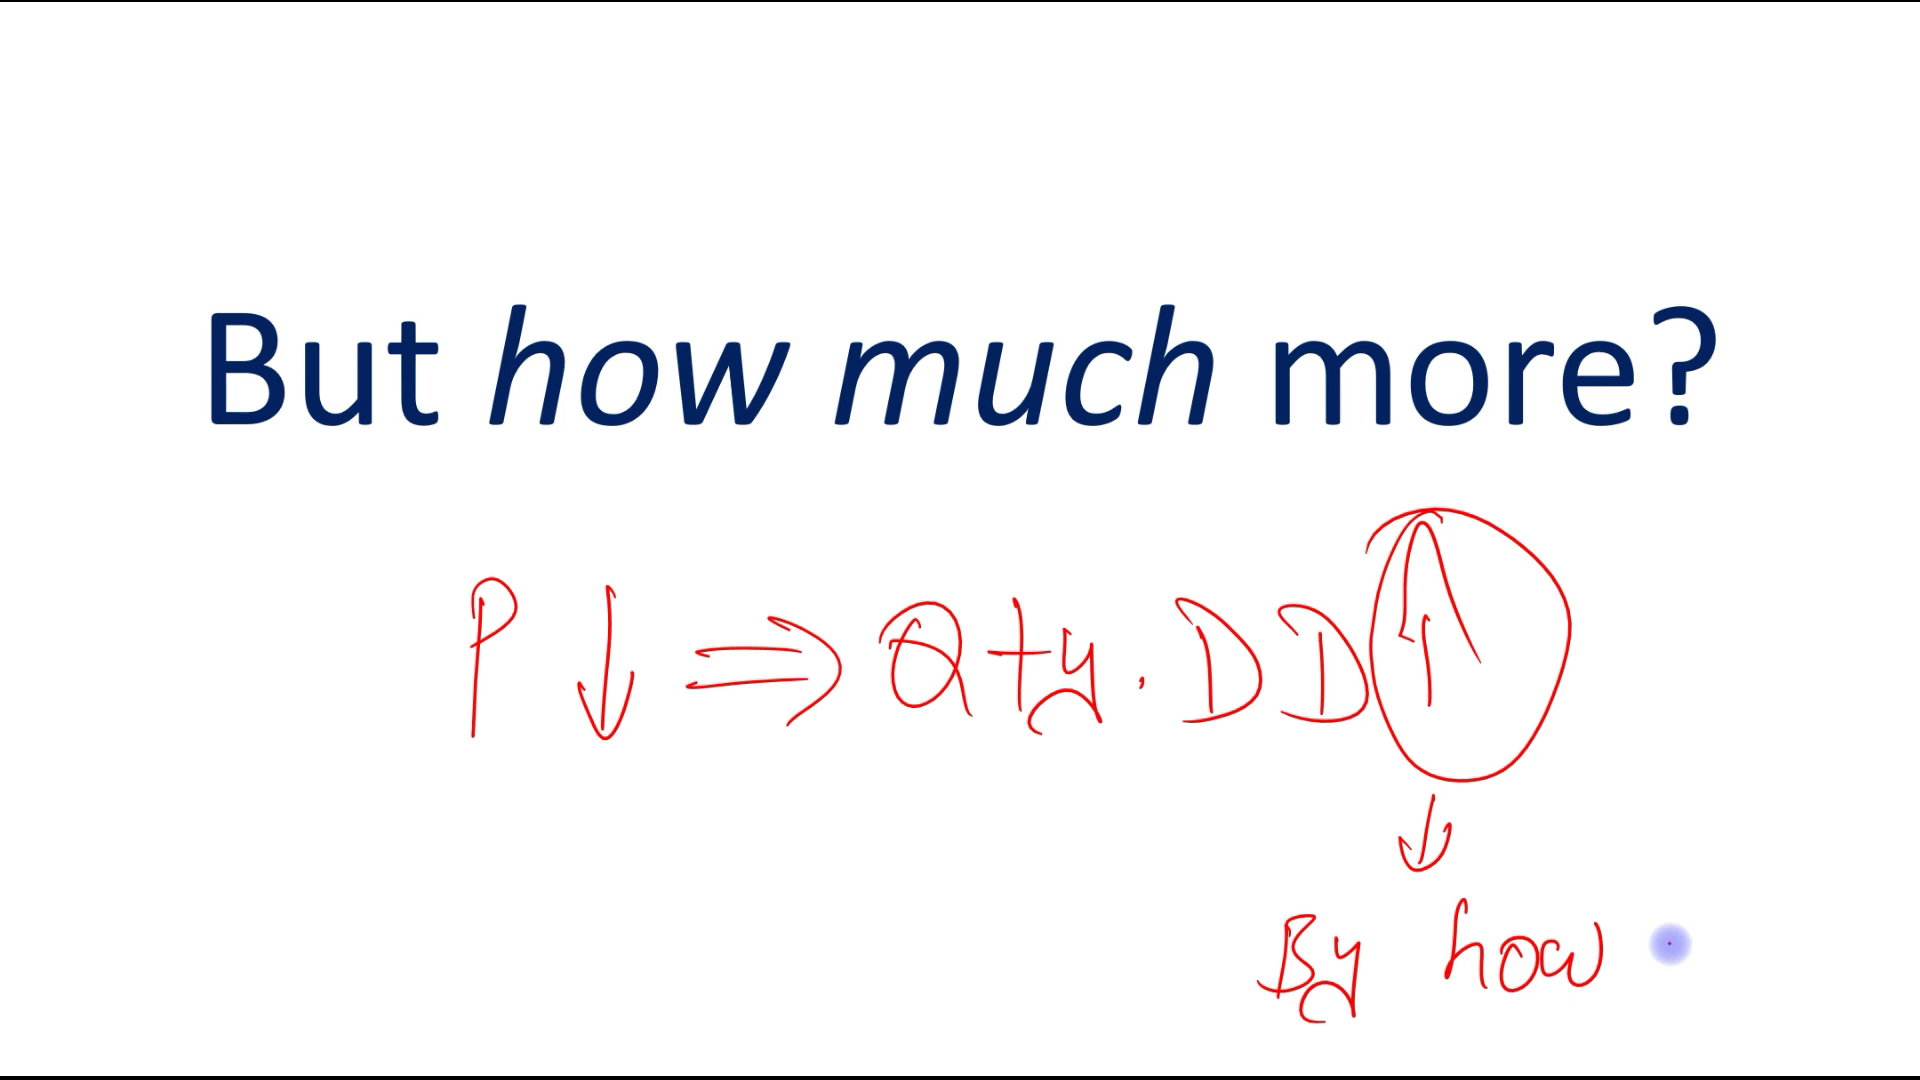 But how much more?
P ↓ ⇒ Qty. DD ↑
↓
By how